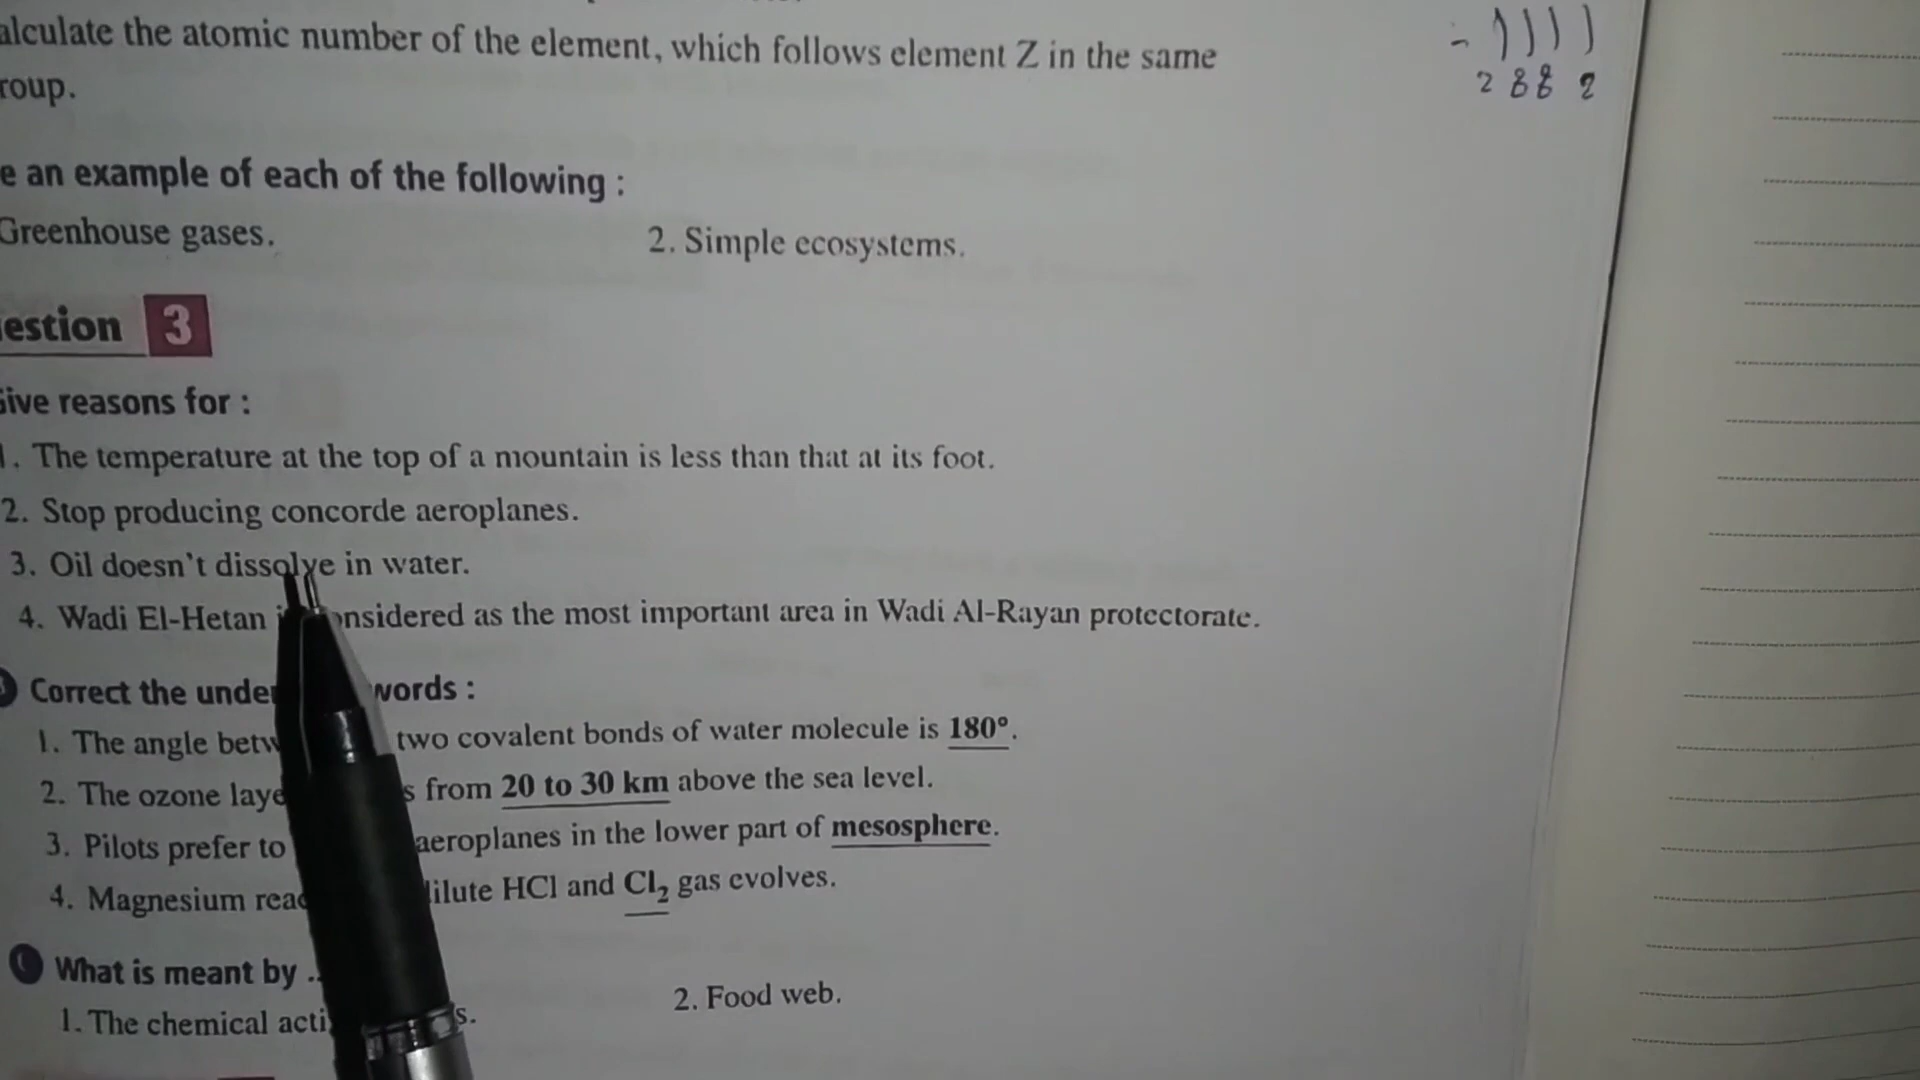 alculate the atomic number of the element, which follows element Z in the same
roup.
2 8 8 2
e an example of each of the following :
Greenhouse gases.
2. Simple ecosystems.
estion 3
Give reasons for :
1. The temperature at the top of a mountain is less than that at its foot.
2. Stop producing concorde aeroplanes.
3. Oil doesn't dissolve in water.
4. Wadi El-Hetan onsidered as the most important area in Wadi Al-Rayan protectorate.
Correct the under words :
1. The angle betw two covalent bonds of water molecule is 180°.
2. The ozone laye s from 20 to 30 km above the sea level.
3. Pilots prefer to aeroplanes in the lower part of mesosphere.
4. Magnesium reac dilute HCl and Cl₂ gas evolves.
C What is meant by ..
1. The chemical acti s.
2. Food web.